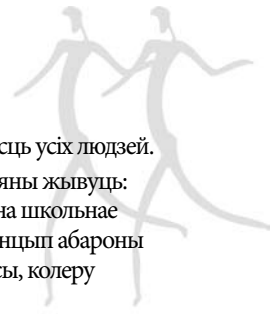 сць усіх людзей.
яны жывуць:
на школьнае
нцып абароны
сы, колеру